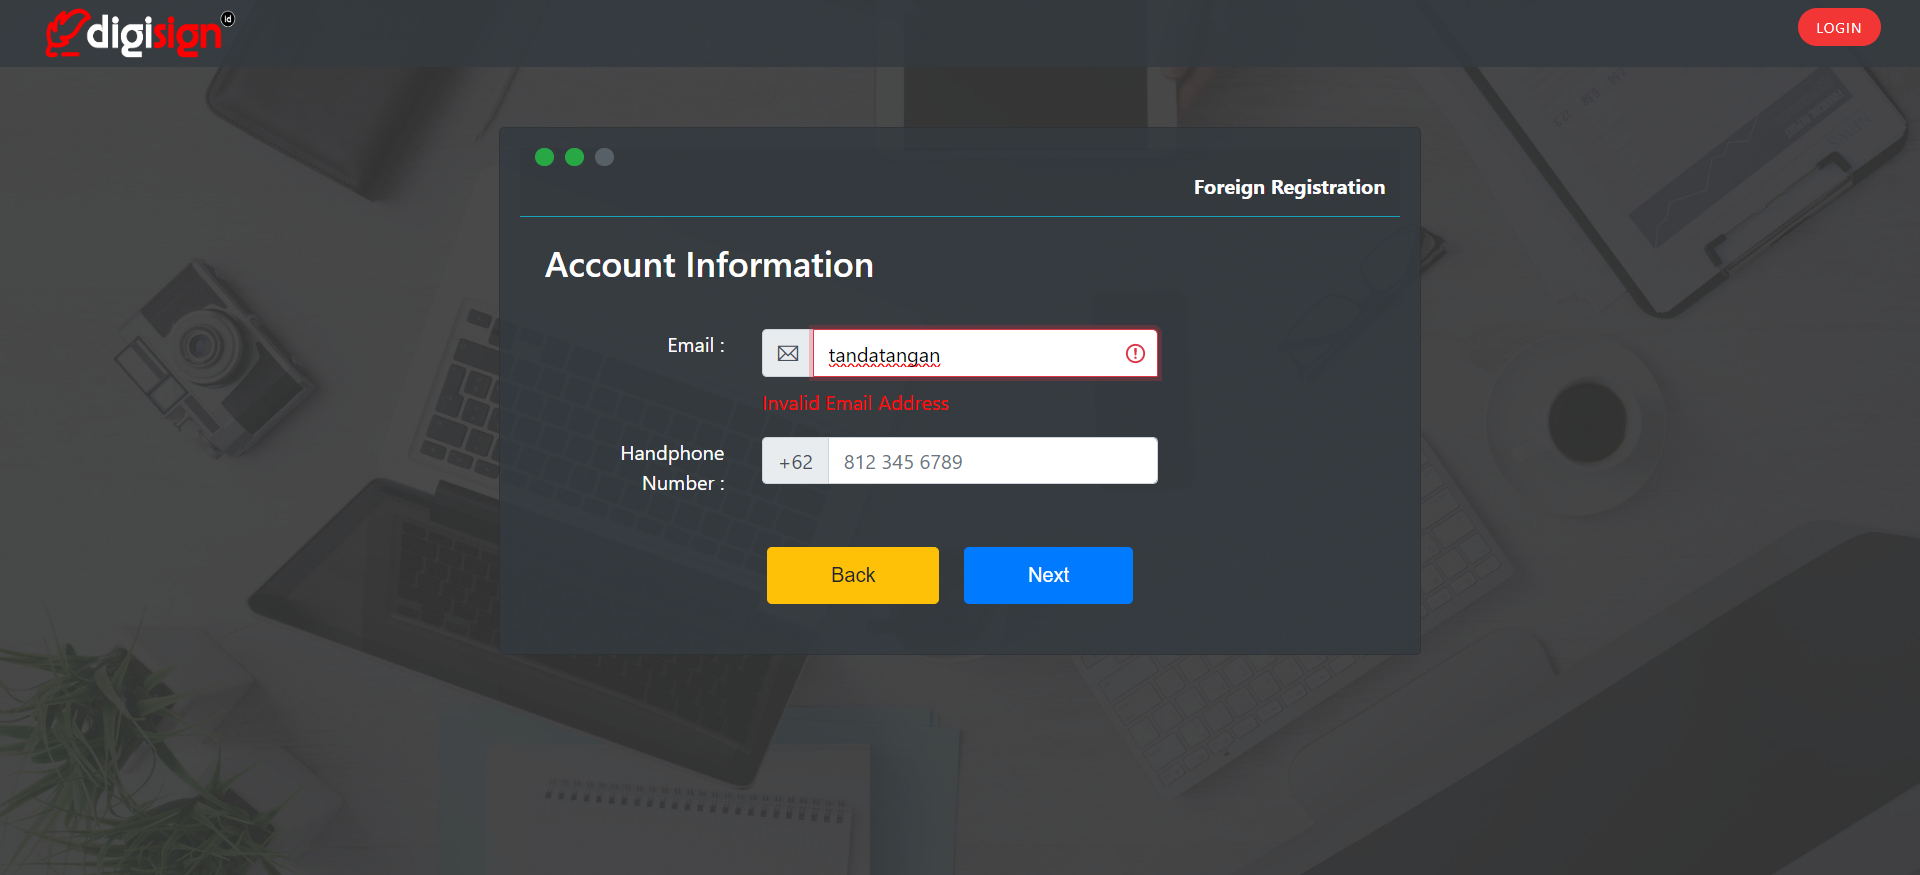 digisign id
LOGIN
Foreign Registration
Account Information
Email :
tandatangan
Invalid Email Address
Handphone
Number :
+62
812 345 6789
Back
Next